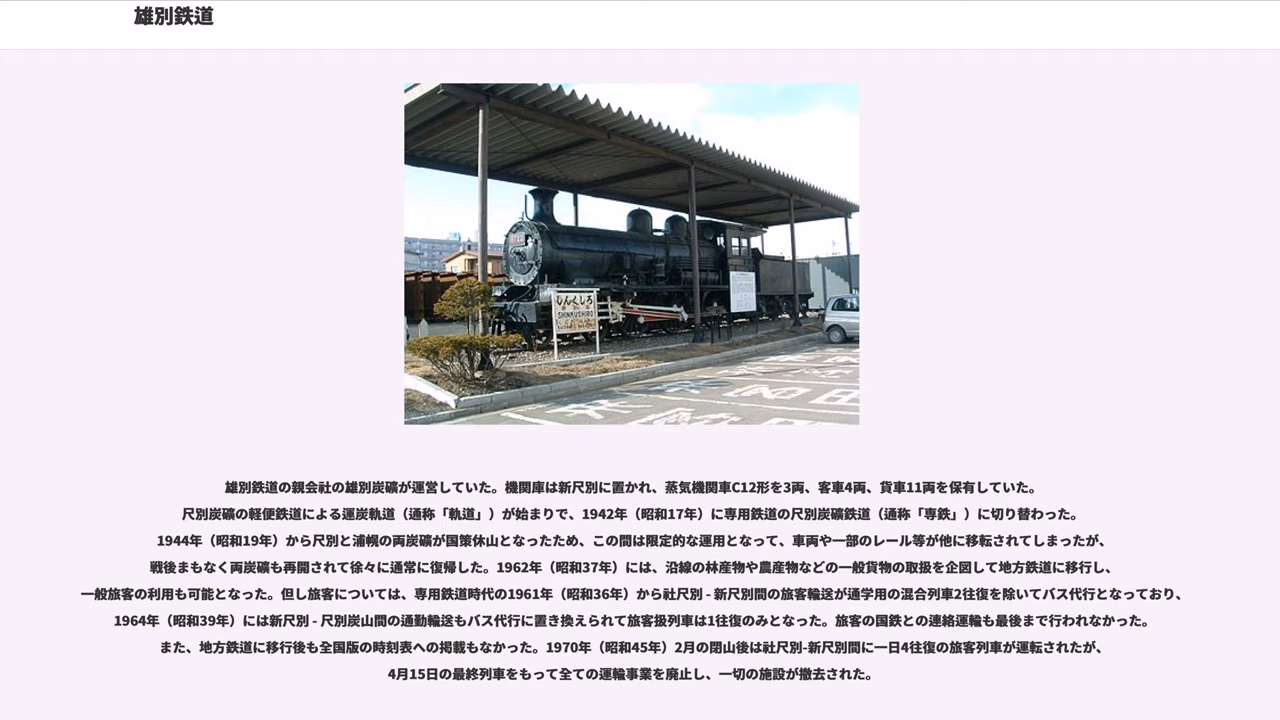 雄別鉄道
しんくしろ
SHINKUSHIRO
雄別鉄道の親会社の雄別炭礦が運営していた。機関庫は新尺別に置かれ、蒸気機関車C12形を3両、客車4両、貨車11両を保有していた。
尺別炭礦の軽便鉄道による運炭軌道（通称「軌道」）が始まりで、1942年（昭和17年）に専用鉄道の尺別炭礦鉄道（通称「専鉄」）に切り替わった。
1944年（昭和19年）から尺別と浦幌の両炭礦が国策休山となったため、この間は限定的な運用となって、車両や一部のレール等が他に移転されてしまったが、
戦後まもなく両炭礦も再開されて徐々に通常に復帰した。1962年（昭和37年）には、沿線の林産物や農産物などの一般貨物の取扱を企図して地方鉄道に移行し、
一般旅客の利用も可能となった。但し旅客については、専用鉄道時代の1961年（昭和36年）から社尺別 - 新尺別間の旅客輸送が通学用の混合列車2往復を除いてバス代行となっており、
1964年（昭和39年）には新尺別 - 尺別炭山間の通勤輸送もバス代行に置き換えられて旅客扱列車は1往復のみとなった。旅客の国鉄との連絡運輸も最後まで行われなかった。
また、地方鉄道に移行後も全国版の時刻表への掲載もなかった。1970年（昭和45年）2月の閉山後は社尺別-新尺別間に一日4往復の旅客列車が運転されたが、
4月15日の最終列車をもって全ての運輸事業を廃止し、一切の施設が撤去された。